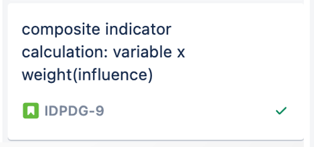 composite indicator
calculation: variable x
weight(influence)
IDPDG-9